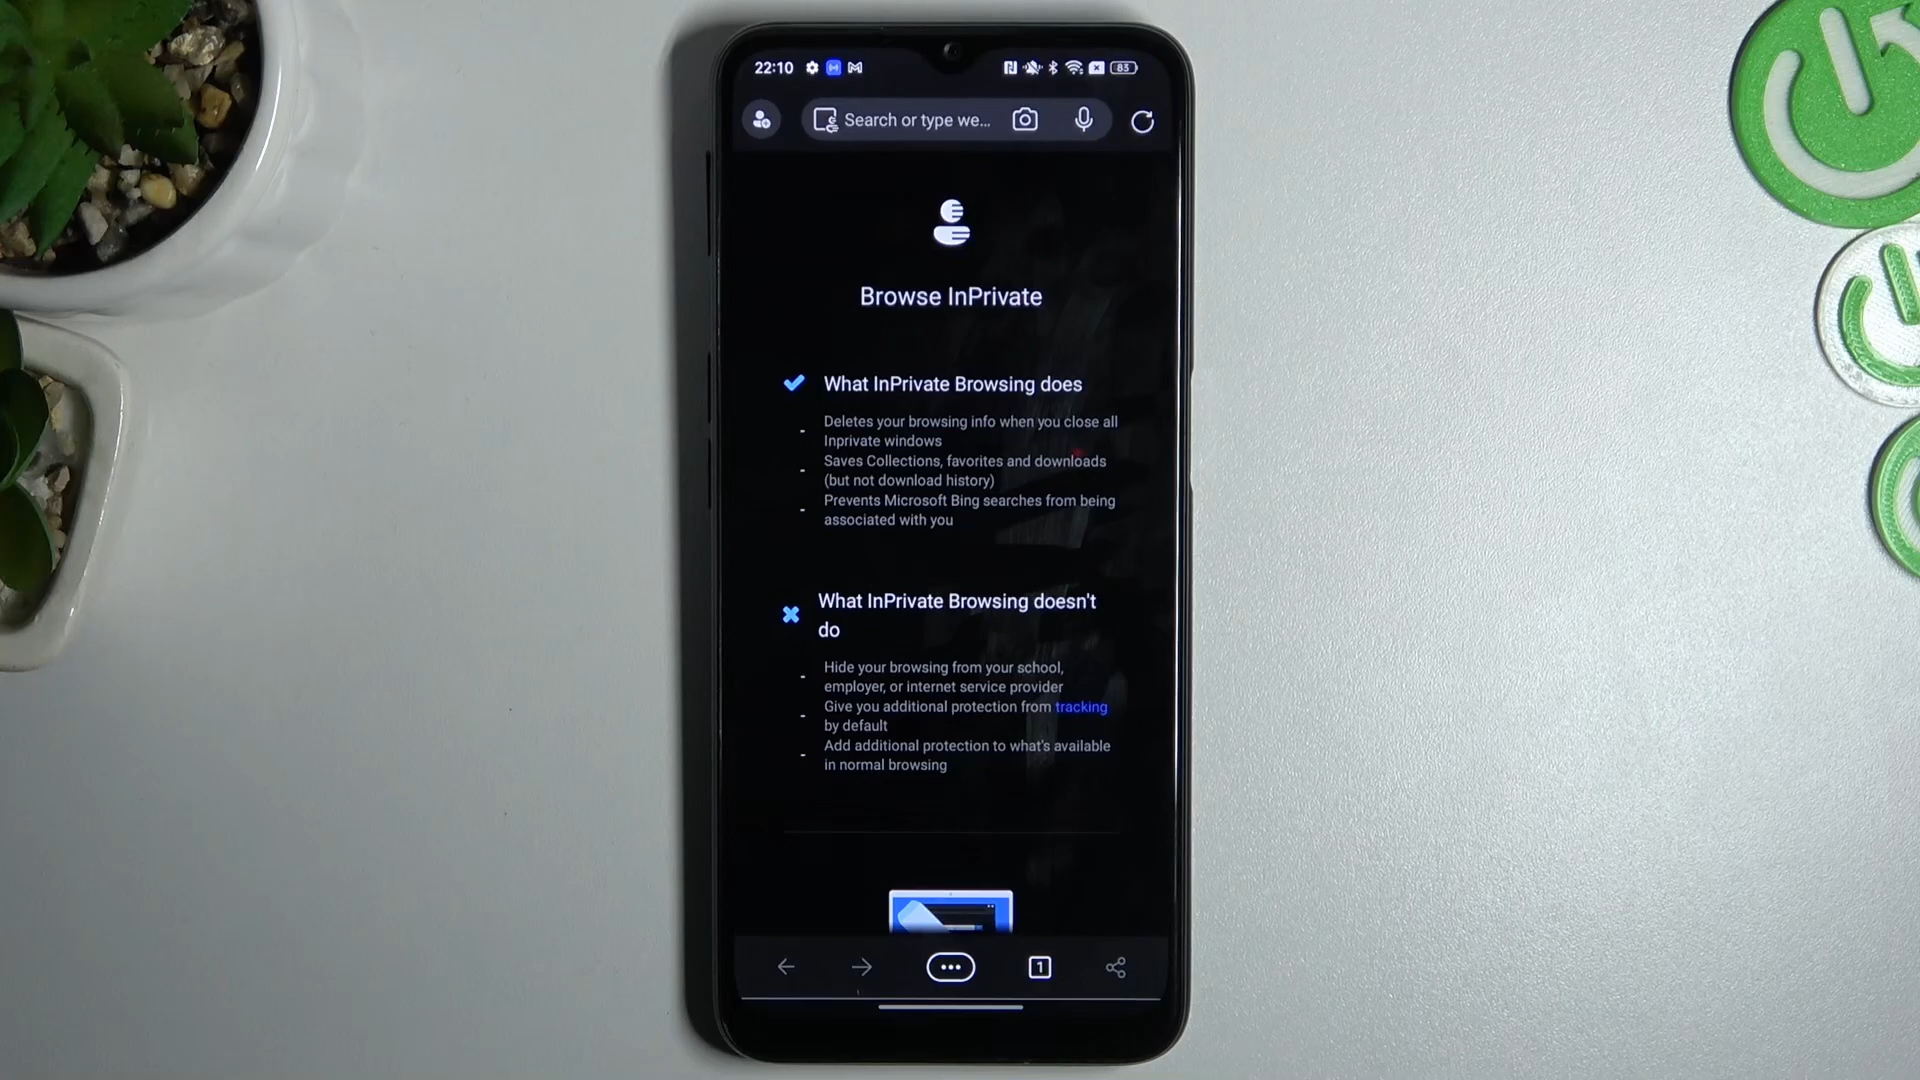 22:10
83
Search or type we...
Browse InPrivate
What InPrivate Browsing does
- Deletes your browsing info when you close all
Inprivate windows
- Saves Collections, favorites and downloads
(but not download history)
- Prevents Microsoft Bing searches from being
associated with you
What InPrivate Browsing doesn't
do
- Hide your browsing from your school,
employer, or internet service provider
- Give you additional protection from tracking
by default
- Add additional protection to what's available
in normal browsing
1